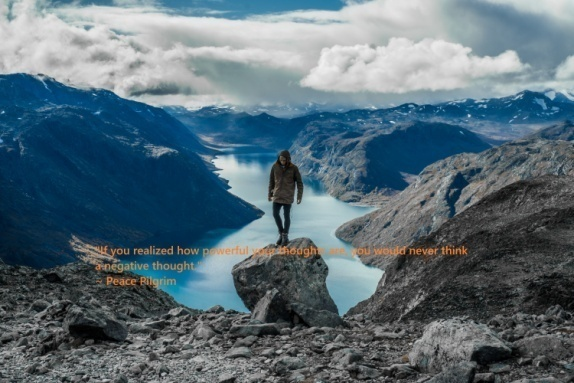 "If you realized how powerful your thoughts are, you would never think
a negative thought."
~ Peace Pilgrim